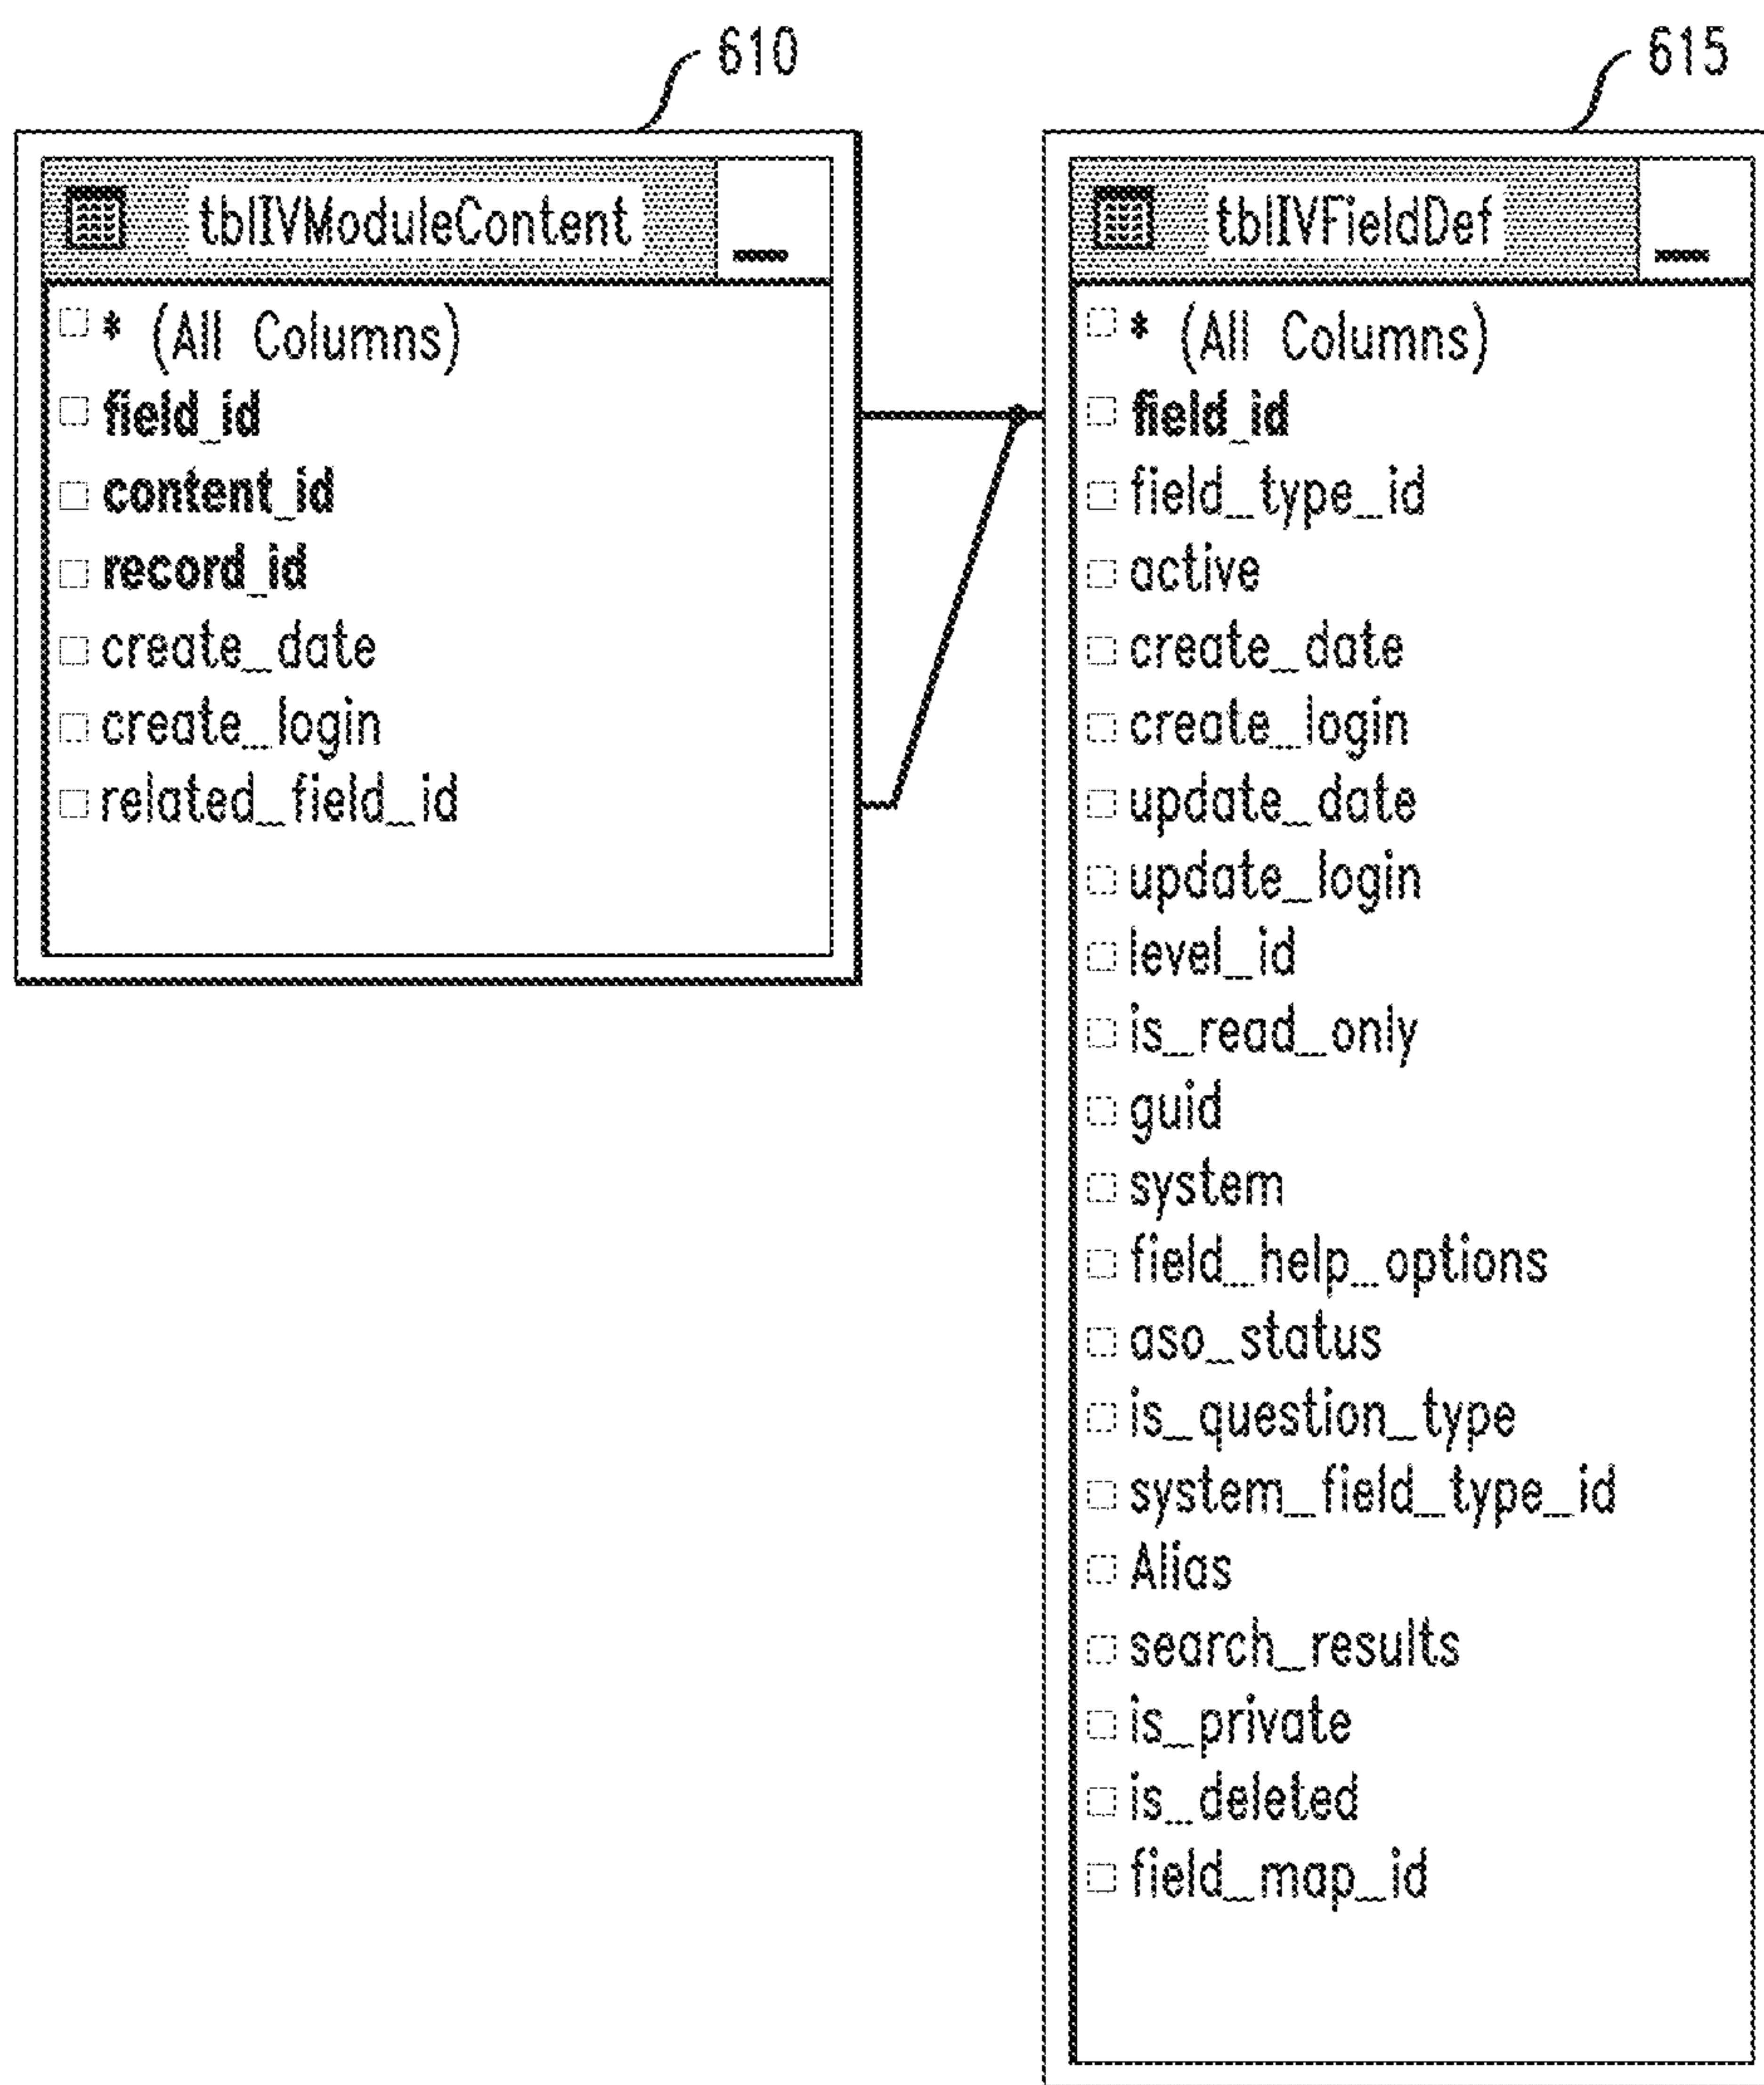 610
tblIVModuleContent
* (All Columns)
field_id
content_id
record_id
create_date
create_login
related_field_id
615
tblIVFieldDef
* (All Columns)
field_id
field_type_id
active
create_date
create_login
update_date
update_login
level_id
is_read_only
guid
system
field_help_options
aso_status
is_question_type
system_field_type_id
Alias
search_results
is_private
is_deleted
field_map_id